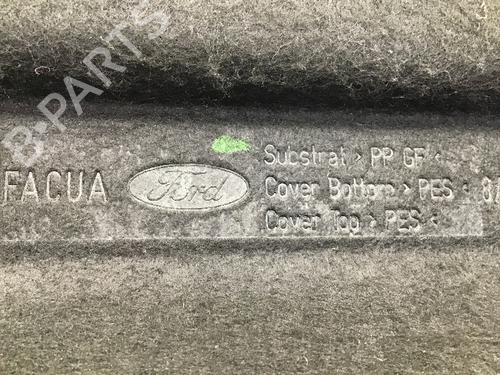 B-PARTS
Substrat > PP GF <
FACUA Ford Cover Bottom > PES <
Cover Top > PES <